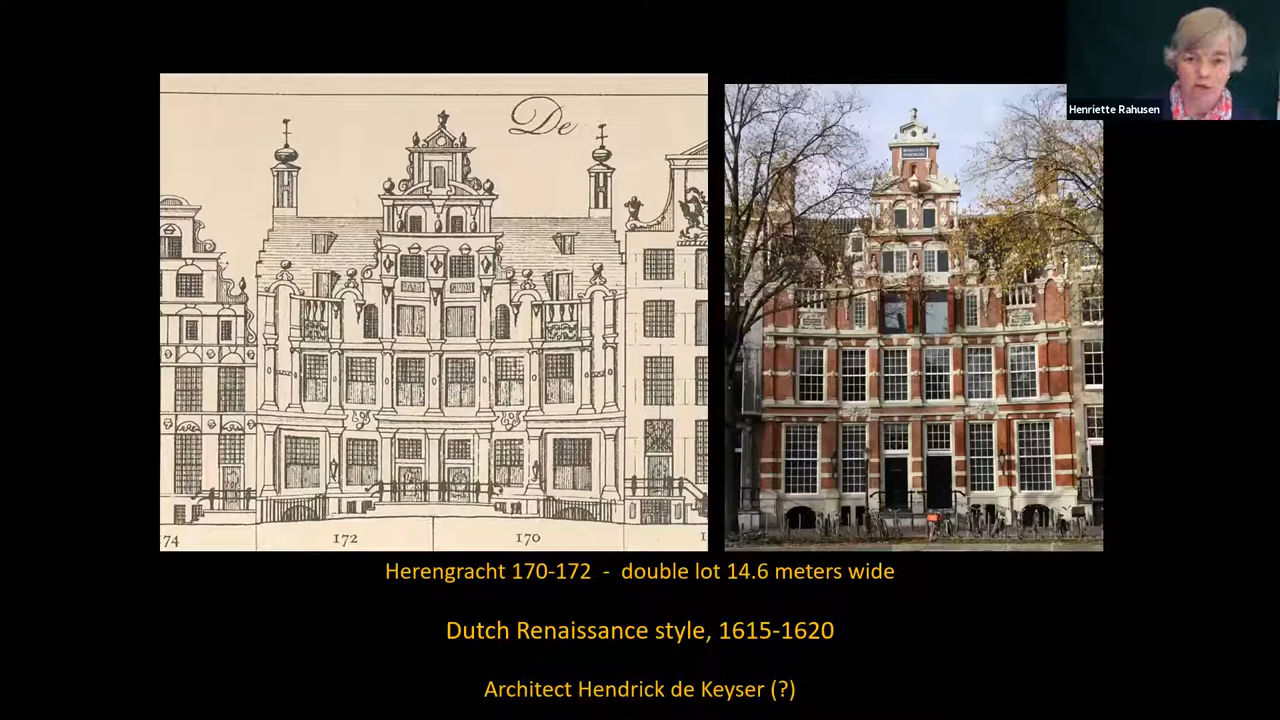 Henriette Rahusen
De
74
172
170
Herengracht 170-172 - double lot 14.6 meters wide
Dutch Renaissance style, 1615-1620
Architect Hendrick de Keyser (?)